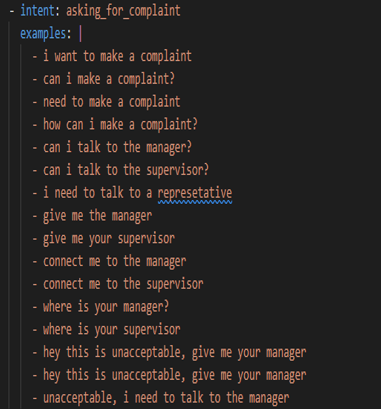 - intent: asking_for_complaint
examples: |
- i want to make a complaint
- can i make a complaint?
- need to make a complaint
- how can i make a complaint?
- can i talk to the manager?
- can i talk to the supervisor?
- i need to talk to a represetative
- give me the manager
- give me your supervisor
- connect me to the manager
- connect me to the supervisor
- where is your manager?
- where is your supervisor
- hey this is unacceptable, give me your manager
- hey this is unacceptable, give me your manager
- unacceptable, i need to talk to the manager